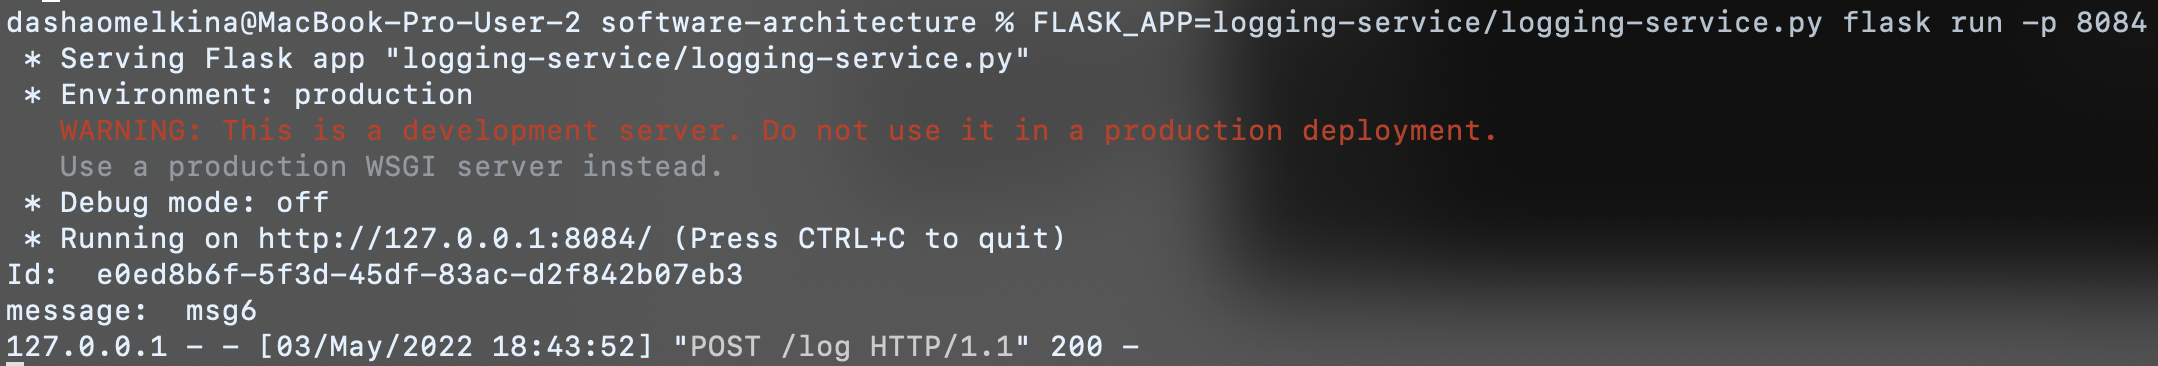 dashaomelkina@MacBook-Pro-User-2 software-architecture % FLASK_APP=logging-service/logging-service.py flask run -p 8084
* Serving Flask app "logging-service/logging-service.py"
* Environment: production
WARNING: This is a development server. Do not use it in a production deployment.
Use a production WSGI server instead.
* Debug mode: off
* Running on http://127.0.0.1:8084/ (Press CTRL+C to quit)
Id:  e0ed8b6f-5f3d-45df-83ac-d2f842b07eb3
message:  msg6
127.0.0.1 - - [03/May/2022 18:43:52] "POST /log HTTP/1.1" 200 -